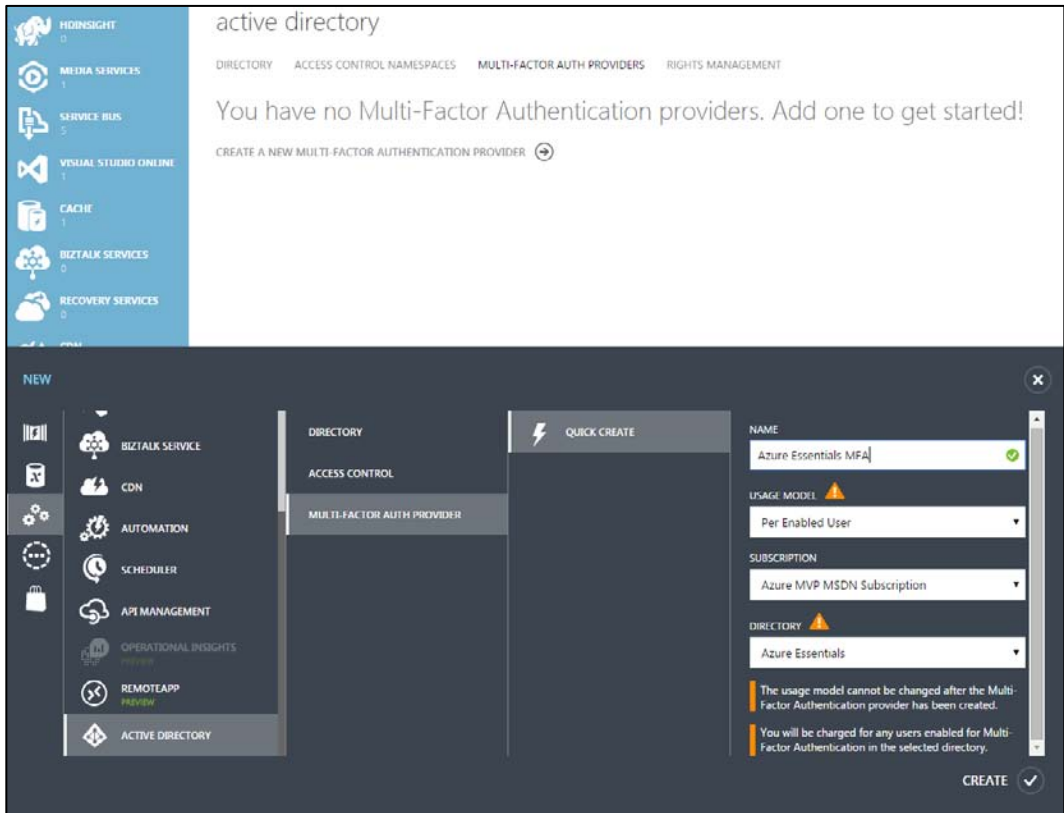 HDINSIGHT
0
MEDIA SERVICES
1
SERVICE BUS
5
VISUAL STUDIO ONLINE
1
CACHE
1
BIZTALK SERVICES
0
RECOVERY SERVICES
0
CDN
active directory
DIRECTORY ACCESS CONTROL NAMESPACES MULTI-FACTOR AUTH PROVIDERS RIGHTS MANAGEMENT
You have no Multi-Factor Authentication providers. Add one to get started!
CREATE A NEW MULTI-FACTOR AUTHENTICATION PROVIDER
NEW
BIZTALK SERVICE
CDN
AUTOMATION
SCHEDULER
API MANAGEMENT
OPERATIONAL INSIGHTS
PREVIEW
REMOTEAPP
PREVIEW
ACTIVE DIRECTORY
DIRECTORY
ACCESS CONTROL
MULTI-FACTOR AUTH PROVIDER
QUICK CREATE
NAME
Azure Essentials MFA
USAGE MODEL
Per Enabled User
SUBSCRIPTION
Azure MVP MSDN Subscription
DIRECTORY
Azure Essentials
The usage model cannot be changed after the Multi-
Factor Authentication provider has been created.
You will be charged for any users enabled for Multi-
Factor Authentication in the selected directory.
CREATE